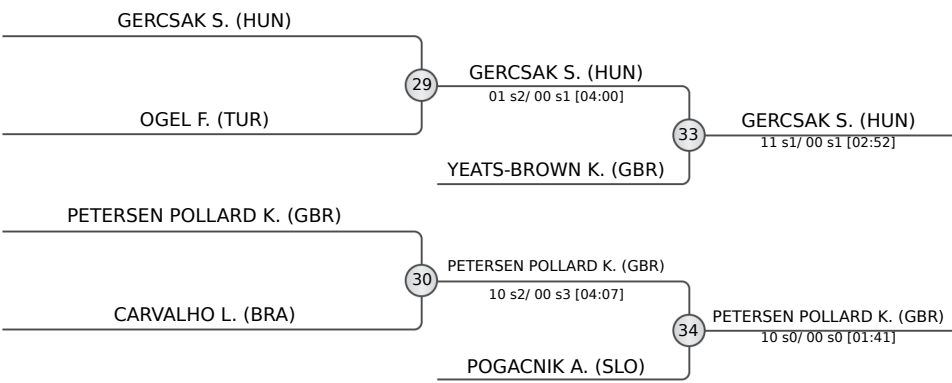 GERCSAK S. (HUN)
OGEL F. (TUR)
29
GERCSAK S. (HUN)
01 s2/ 00 s1 [04:00]
YEATS-BROWN K. (GBR)
33
GERCSAK S. (HUN)
11 s1/ 00 s1 [02:52]
PETERSEN POLLARD K. (GBR)
CARVALHO L. (BRA)
30
PETERSEN POLLARD K. (GBR)
10 s2/ 00 s3 [04:07]
POGACNIK A. (SLO)
34
PETERSEN POLLARD K. (GBR)
10 s0/ 00 s0 [01:41]